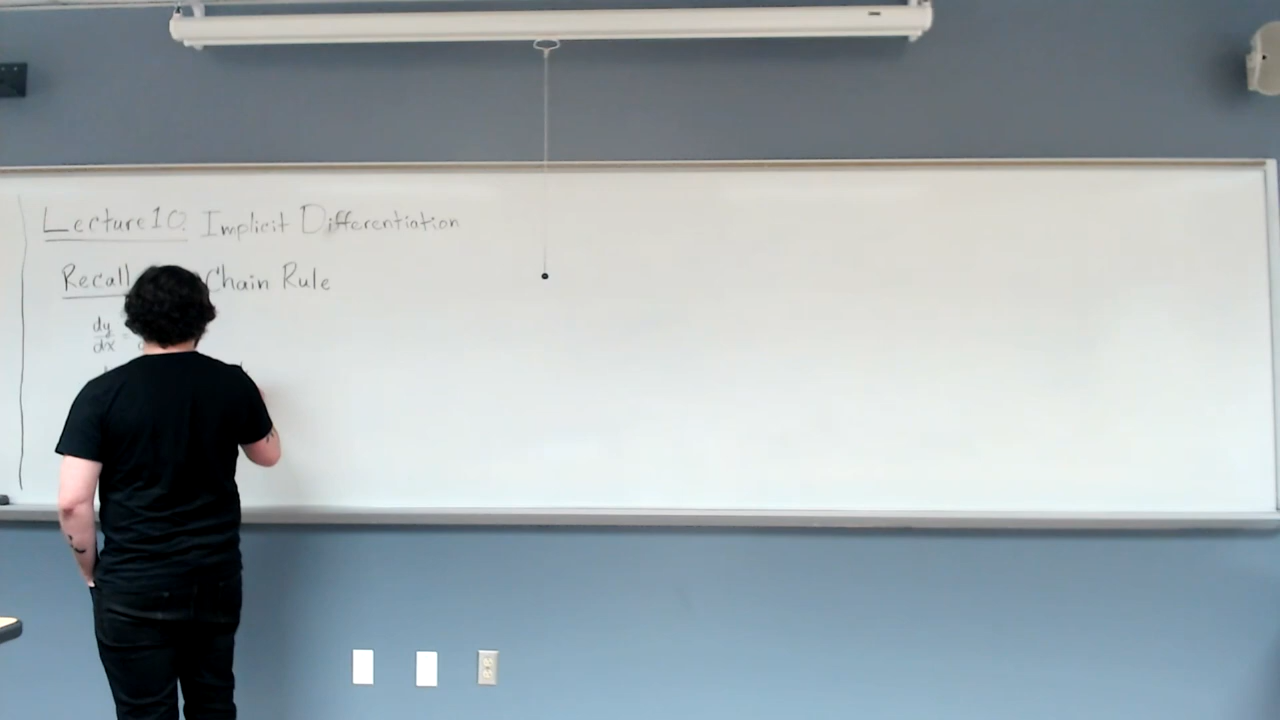 Lecture 10: Implicit Differentiation
Recall Chain Rule
dy/dx =